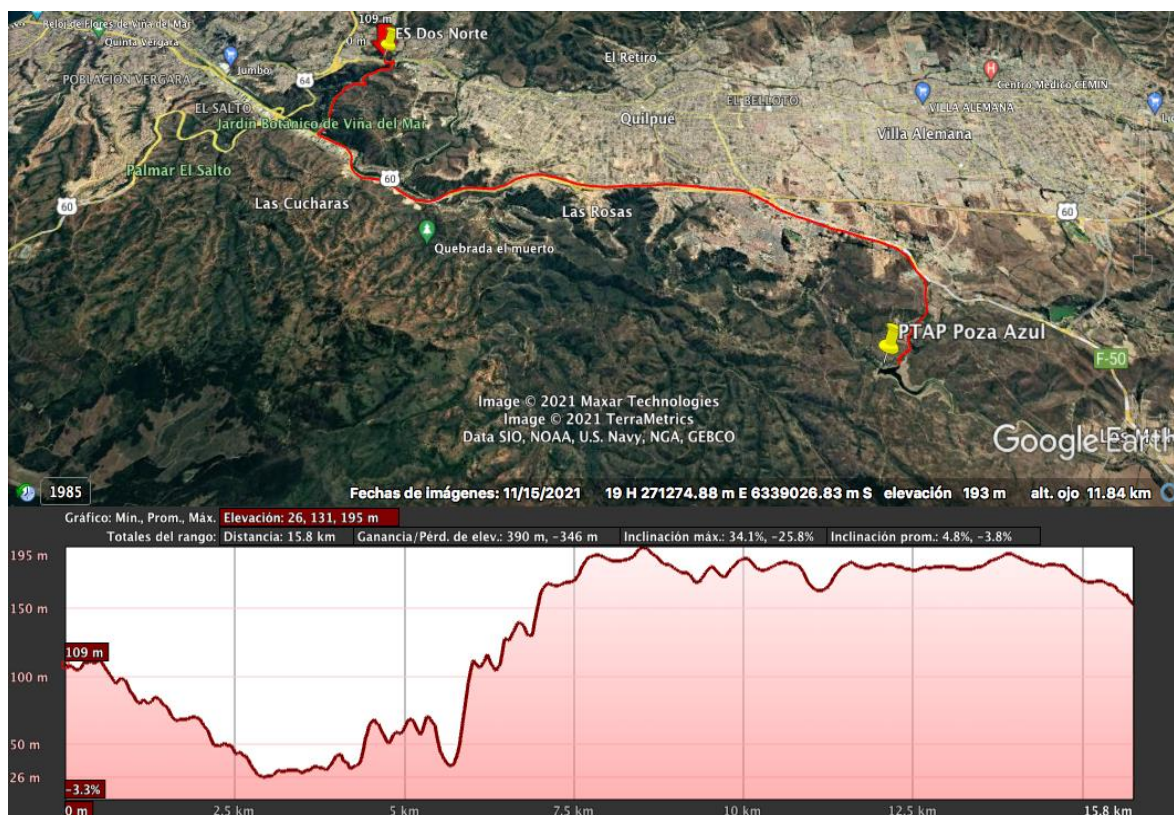 Reloj de Flores de Viña del Mar
Quinta Vergara
109 m
0 m
ES Dos Norte
Jumbo
El Retiro
POBLACION VERGARA
64
Centro Medico CEMIN
EL SALTO
EL BELLOTO
VILLA ALEMANA
Jardín Botánico de Viña del Mar
Quilpué
Villa Alemana
Palmar El Salto
60
60
Las Cucharas
Las Rosas
60
Quebrada el muerto
PTAP Poza Azul
F-50
Image © 2021 Maxar Technologies
Image © 2021 TerraMetrics
Data SIO, NOAA, U.S. Navy, NGA, GEBCO
Google Earth
1985
Fechas de imágenes: 11/15/2021 19 H 271274.88 m E 6339026.83 m S elevación 193 m alt. ojo 11.84 km
Gráfico: Mín., Prom., Máx. Elevación: 26, 131, 195 m
Totales del rango: Distancia: 15.8 km Ganancia/Pérd. de elev.: 390 m, -346 m Inclinación máx.: 34.1%, -25.8% Inclinación prom.: 4.8%, -3.8%
195 m
150 m
109 m
100 m
50 m
26 m
-3.3%
0 m 2.5 km 5 km 7.5 km 10 km 12.5 km 15.8 km